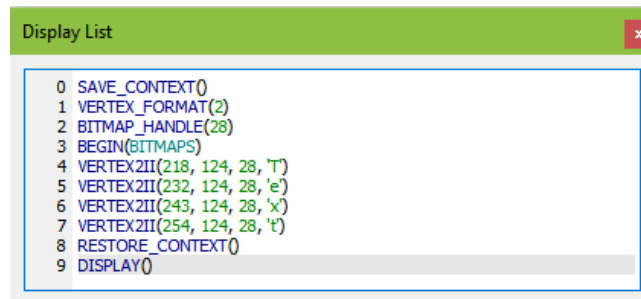 Display List
x
0 SAVE_CONTEXT()
1 VERTEX_FORMAT(2)
2 BITMAP_HANDLE(28)
3 BEGIN(BITMAPS)
4 VERTEX2II(218, 124, 28, 'T')
5 VERTEX2II(232, 124, 28, 'e')
6 VERTEX2II(243, 124, 28, 'x')
7 VERTEX2II(254, 124, 28, 't')
8 RESTORE_CONTEXT()
9 DISPLAY()